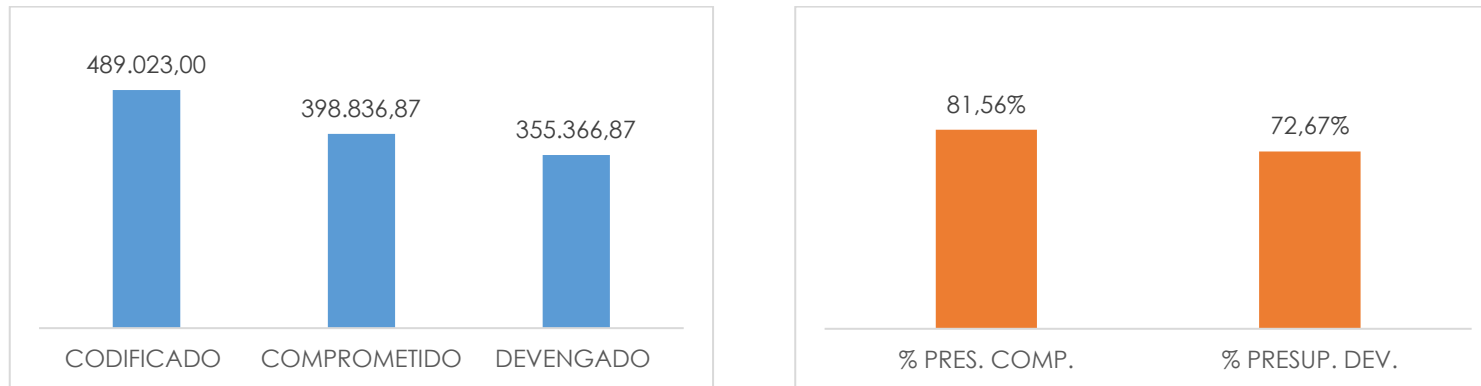 489.023,00
398.836,87
355.366,87
CODIFICADO
COMPROMETIDO
DEVENGADO
81,56%
72,67%
% PRES. COMP.
% PRESUP. DEV.